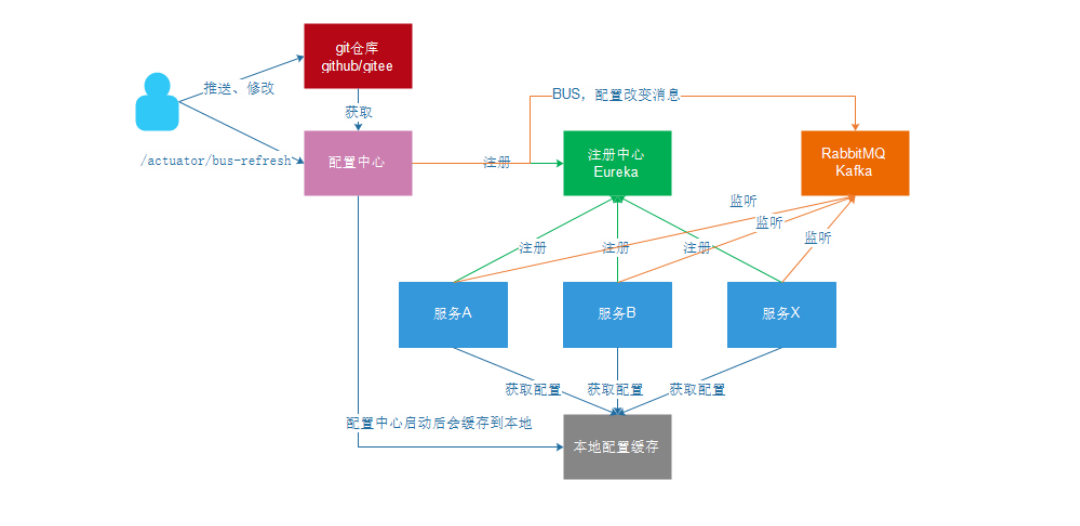 git仓库
github/gitee
推送、修改
BUS，配置改变消息
获取
/actuator/bus-refresh
配置中心
注册
注册中心
Eureka
RabbitMQ
Kafka
监听
监听
监听
注册
注册
注册
服务A
服务B
服务X
获取配置
获取配置
获取配置
配置中心启动后会缓存到本地
本地配置缓存